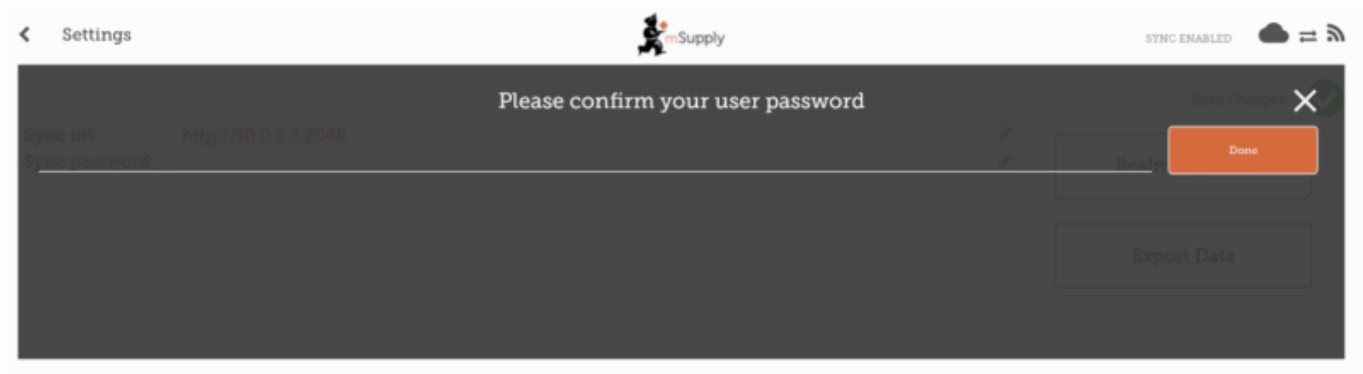 Settings
mSupply
SYNC ENABLED
Please confirm your user password
Save Changes
Sync url: http://10.0.2.2:2048
Sync password:
Done
Realm
Export Data